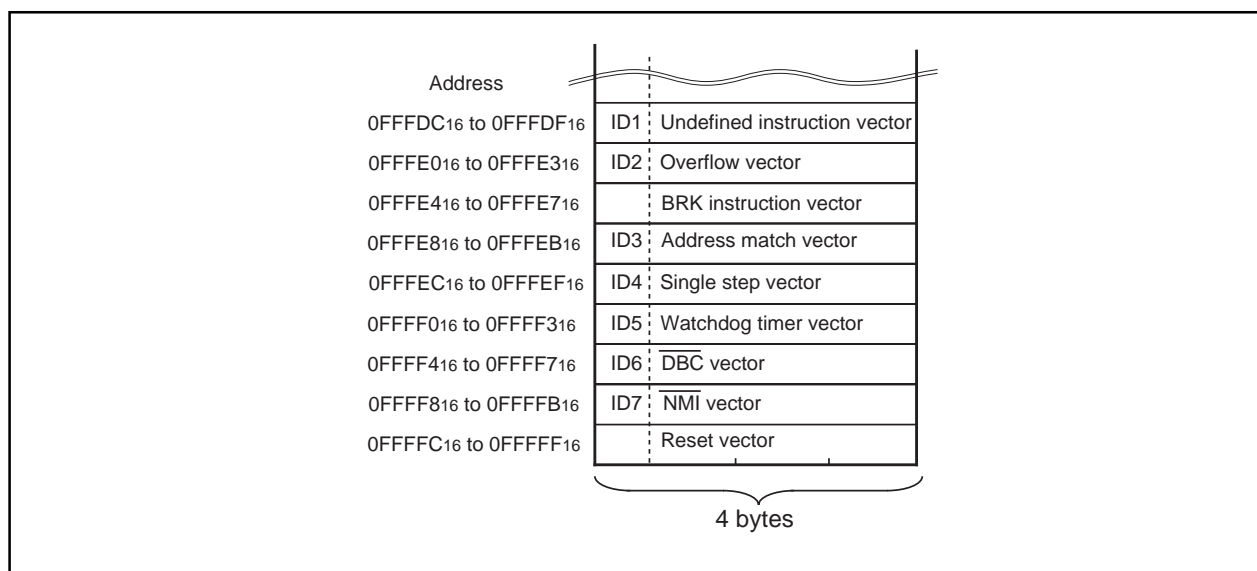 Address
0FFFDC16 to 0FFFDF16 ID1 Undefined instruction vector
0FFFE016 to 0FFFE316 ID2 Overflow vector
0FFFE416 to 0FFFE716 BRK instruction vector
0FFFE816 to 0FFFEB16 ID3 Address match vector
0FFFEC16 to 0FFFEF16 ID4 Single step vector
0FFFF016 to 0FFFF316 ID5 Watchdog timer vector
0FFFF416 to 0FFFF716 ID6 DBC vector
0FFFF816 to 0FFFFB16 ID7 NMI vector
0FFFFC16 to 0FFFFF16 Reset vector
4 bytes